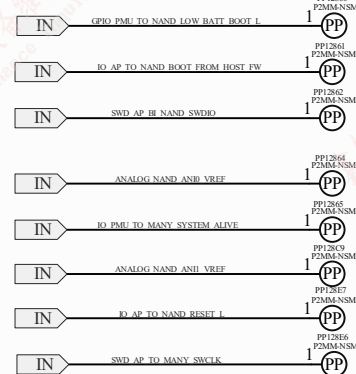 P2MM-NSM
IN GPIO PMU TO NAND LOW BATT BOOT L 1 PP
PP12861
P2MM-NSM
IN IO AP TO NAND BOOT FROM HOST FW 1 PP
PP12862
P2MM-NSM
IN SWD AP BI NAND SWDIO 1 PP
PP12864
P2MM-NSM
IN ANALOG NAND ANI0 VREF 1 PP
PP12865
P2MM-NSM
IN IO PMU TO MANY SYSTEM ALIVE 1 PP
PP128C9
P2MM-NSM
IN ANALOG NAND ANI1 VREF 1 PP
PP128E7
P2MM-NSM
IN IO AP TO NAND RESET L 1 PP
PP128E6
P2MM-NSM
IN SWD AP TO MANY SWCLK 1 PP